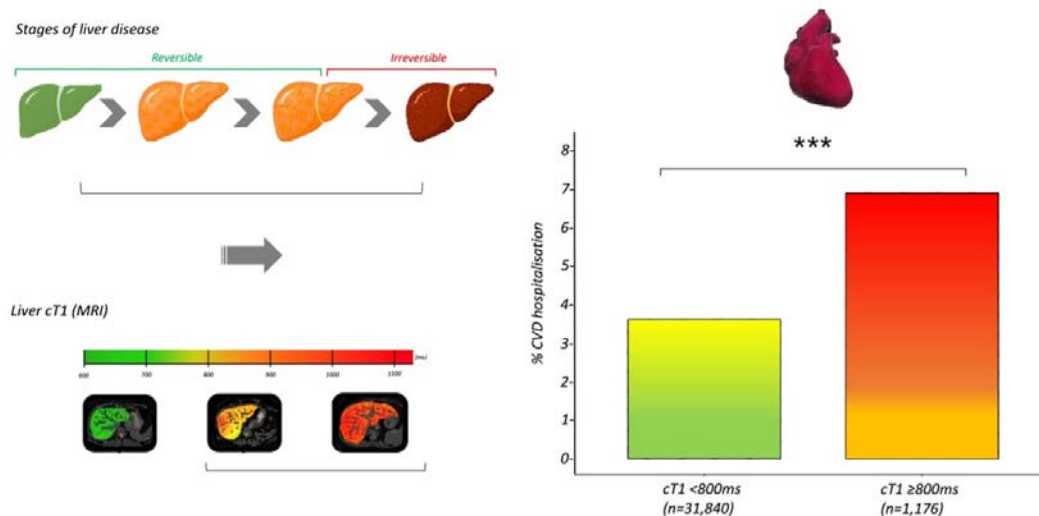 Stages of liver disease
Reversible
Irreversible
Liver cT1 (MRI)
(ms)
600
700
800
900
1000
1100
***
8
7
6
5
4
3
2
1
0
% CVD hospitalisation
cT1 <800ms
(n=31,840)
cT1 ≥800ms
(n=1,176)